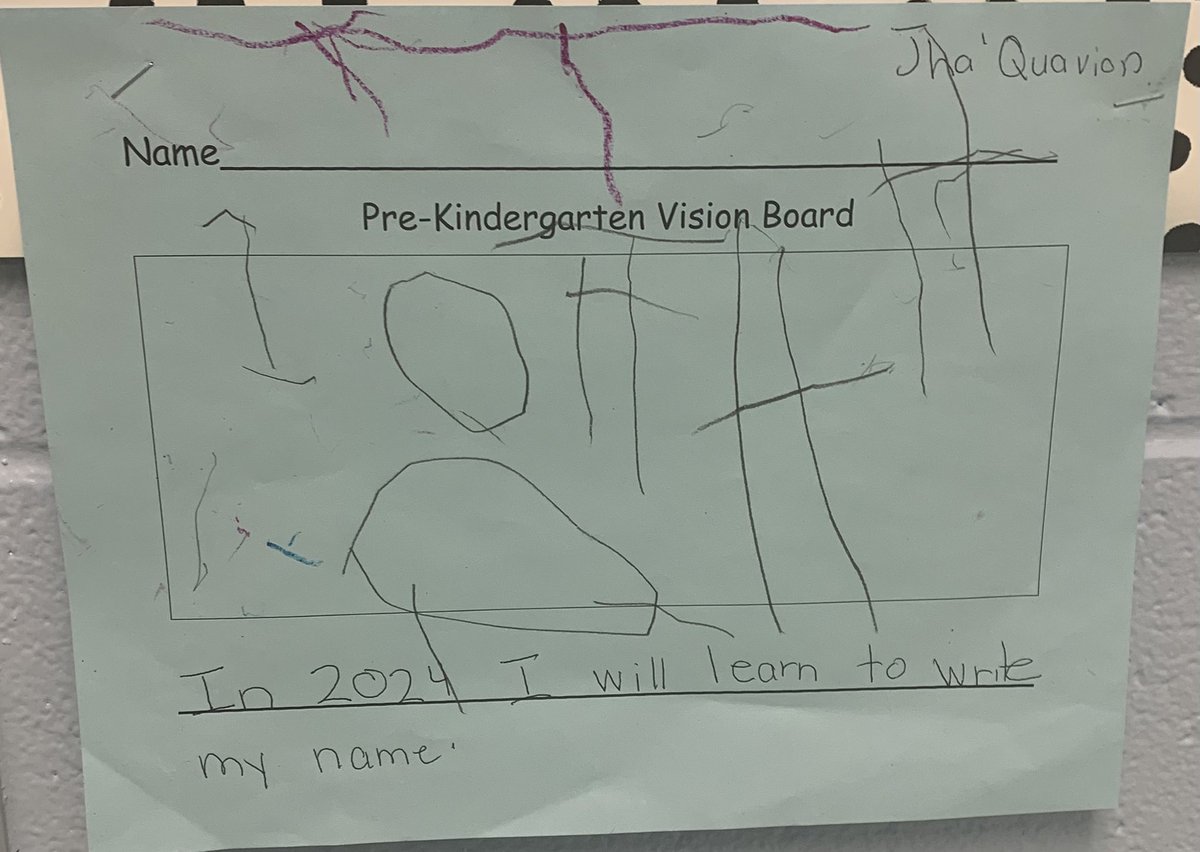 Jha'Quavion
Name
Pre-Kindergarten Vision Board
In 2024 I will learn to write
my name.